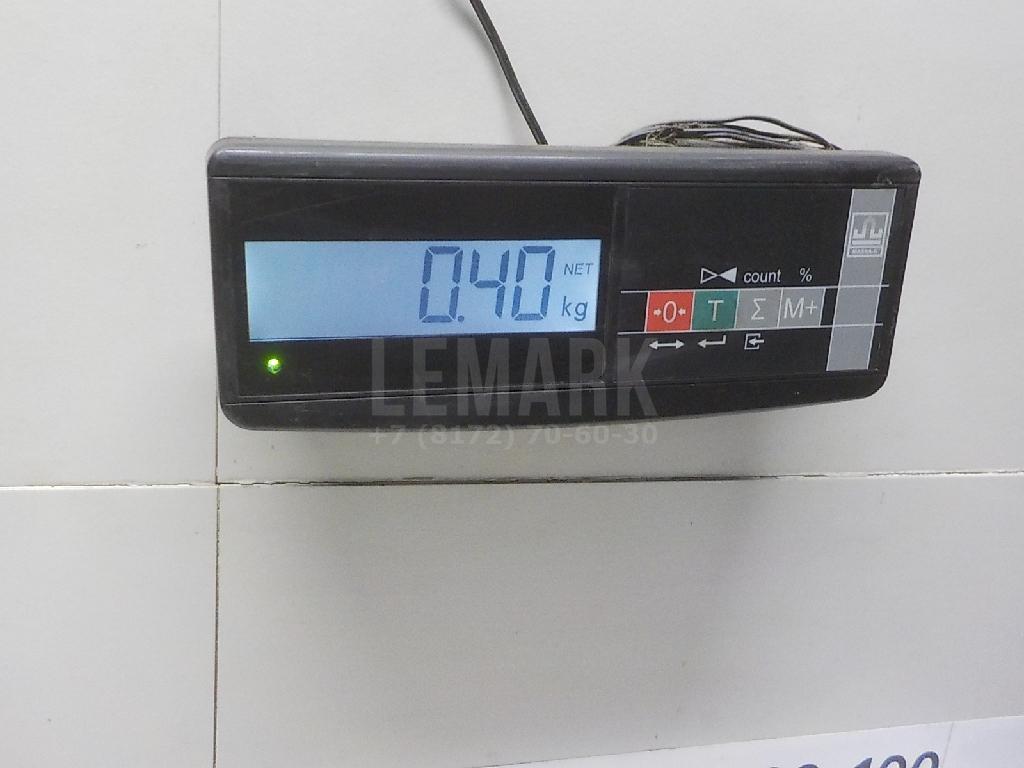 0.40 NET
kg
count %
→0← T Σ M+
LEMARK
+7 (8172) 70-60-30